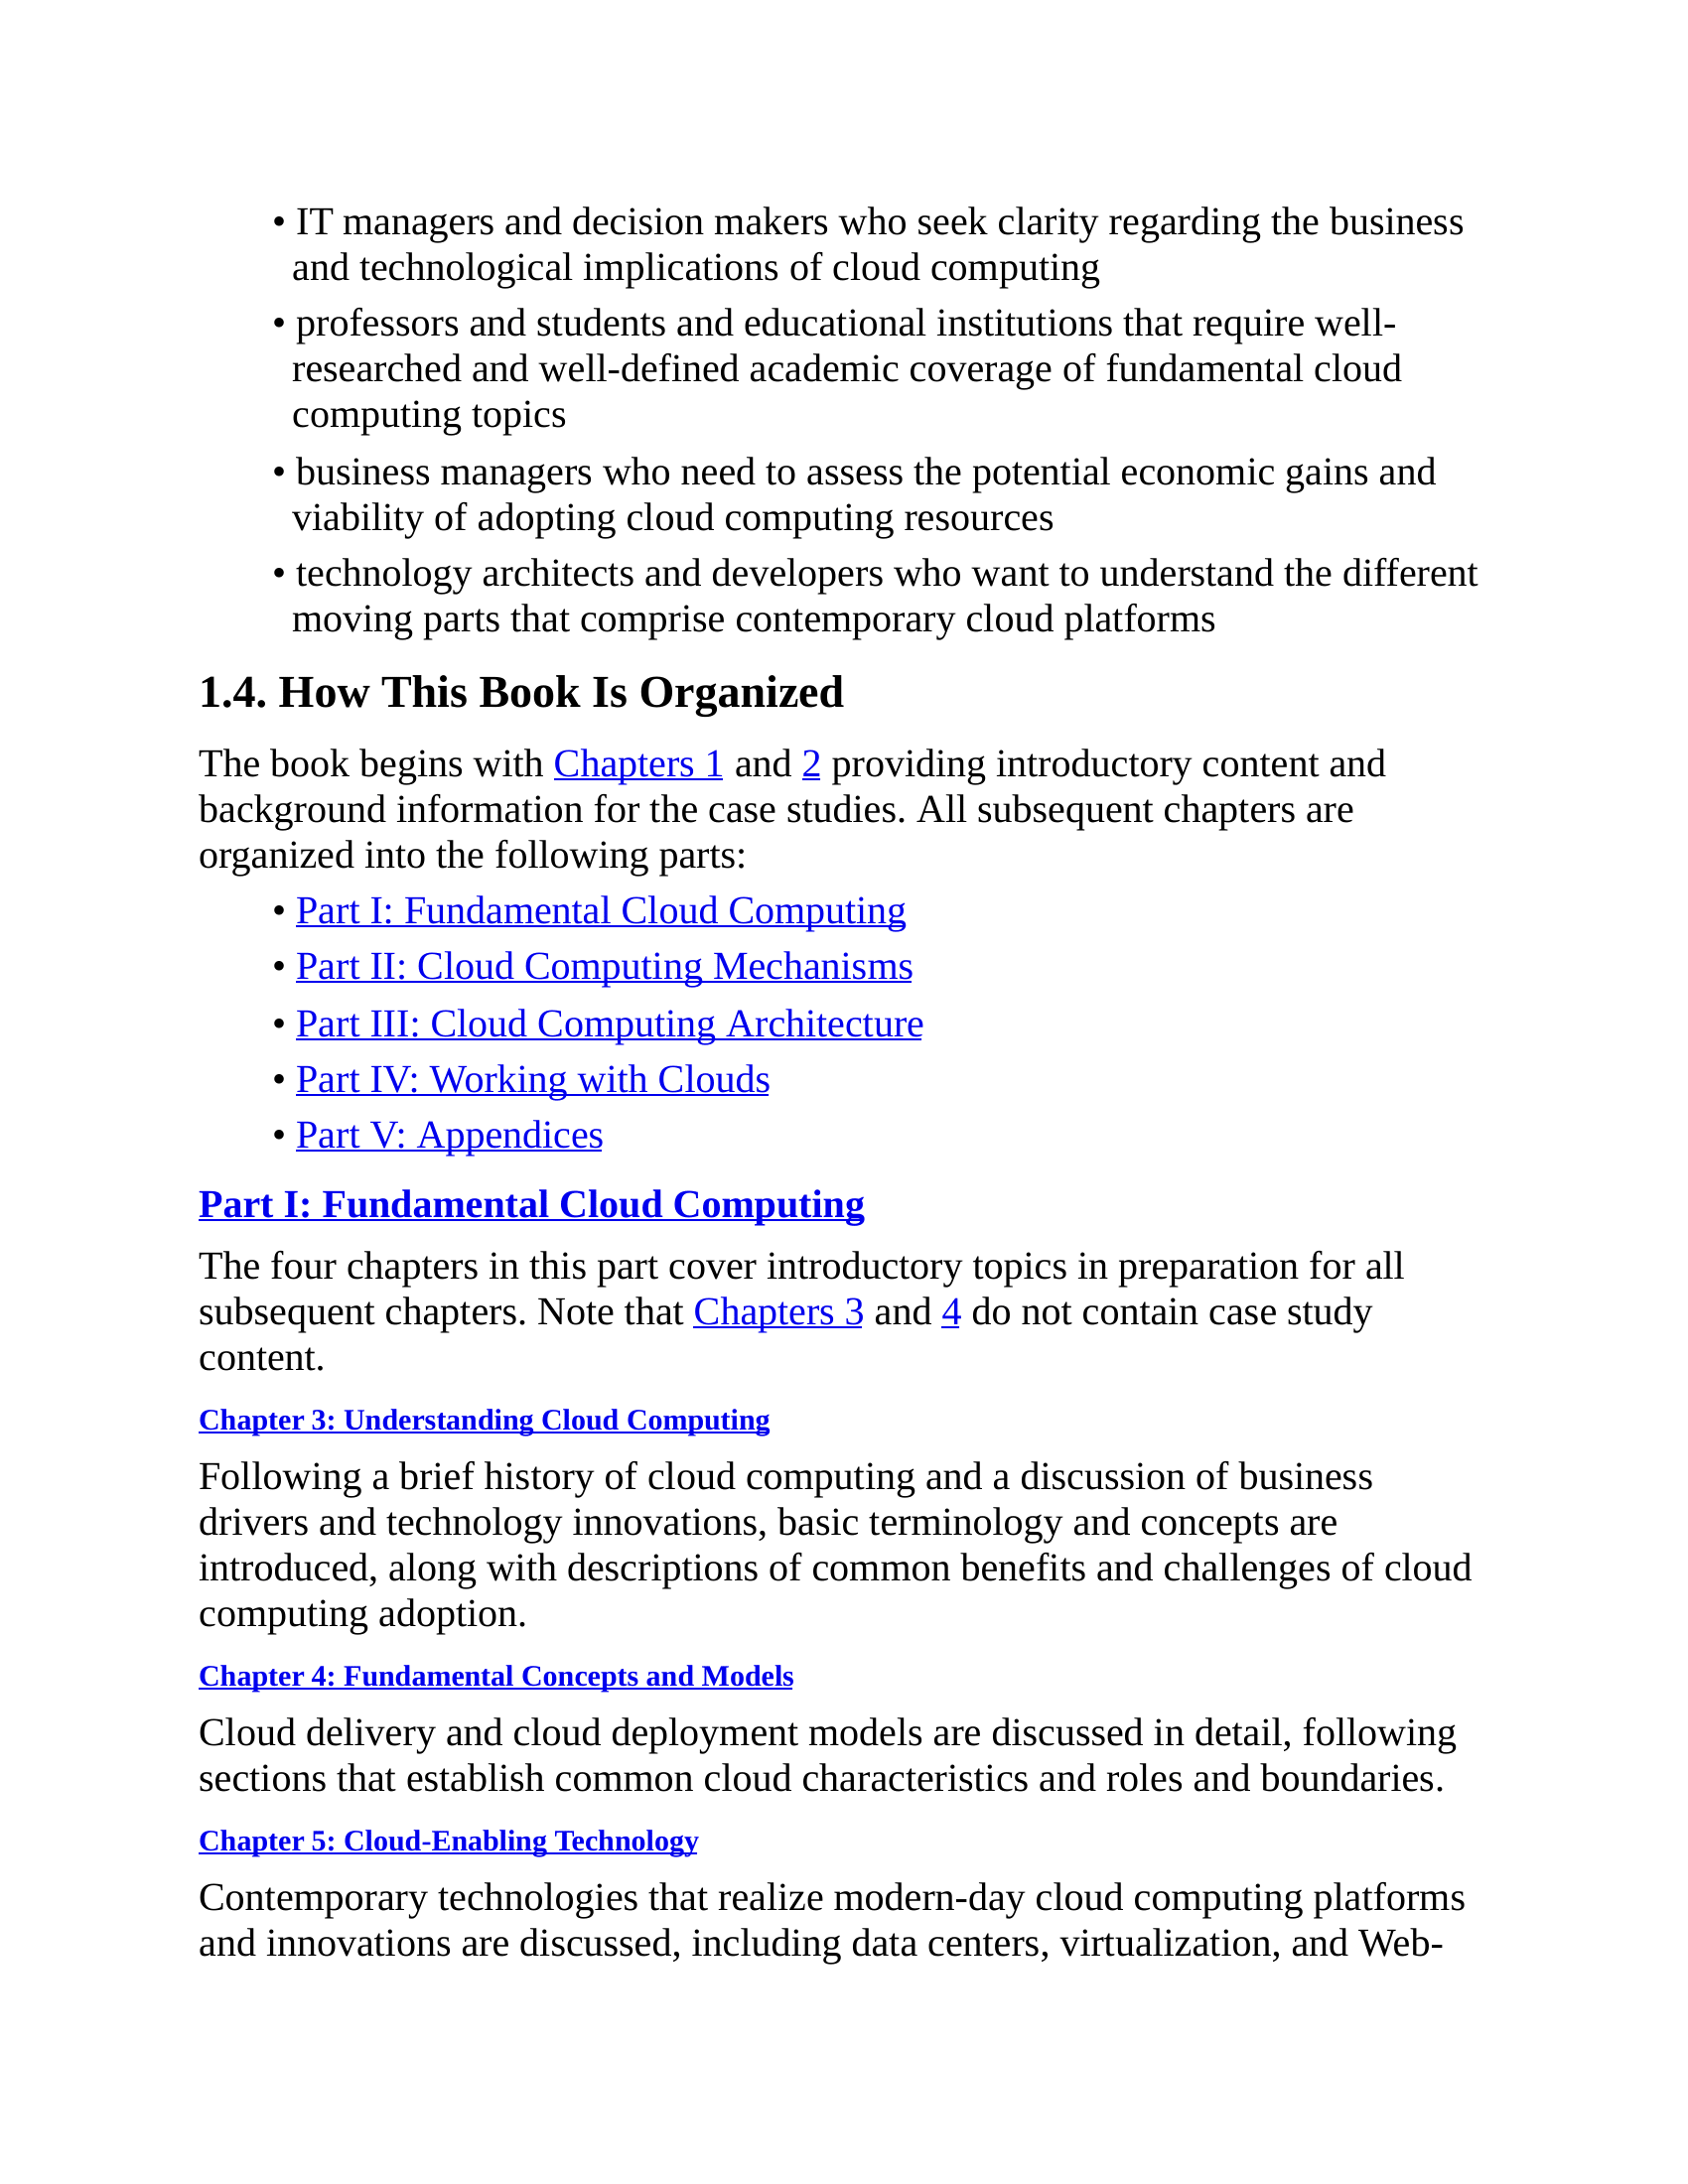 • IT managers and decision makers who seek clarity regarding the business
and technological implications of cloud computing
• professors and students and educational institutions that require well-
researched and well-defined academic coverage of fundamental cloud
computing topics
• business managers who need to assess the potential economic gains and
viability of adopting cloud computing resources
• technology architects and developers who want to understand the different
moving parts that comprise contemporary cloud platforms
1.4. How This Book Is Organized
The book begins with Chapters 1 and 2 providing introductory content and
background information for the case studies. All subsequent chapters are
organized into the following parts:
• Part I: Fundamental Cloud Computing
• Part II: Cloud Computing Mechanisms
• Part III: Cloud Computing Architecture
• Part IV: Working with Clouds
• Part V: Appendices
Part I: Fundamental Cloud Computing
The four chapters in this part cover introductory topics in preparation for all
subsequent chapters. Note that Chapters 3 and 4 do not contain case study
content.
Chapter 3: Understanding Cloud Computing
Following a brief history of cloud computing and a discussion of business
drivers and technology innovations, basic terminology and concepts are
introduced, along with descriptions of common benefits and challenges of cloud
computing adoption.
Chapter 4: Fundamental Concepts and Models
Cloud delivery and cloud deployment models are discussed in detail, following
sections that establish common cloud characteristics and roles and boundaries.
Chapter 5: Cloud-Enabling Technology
Contemporary technologies that realize modern-day cloud computing platforms
and innovations are discussed, including data centers, virtualization, and Web-